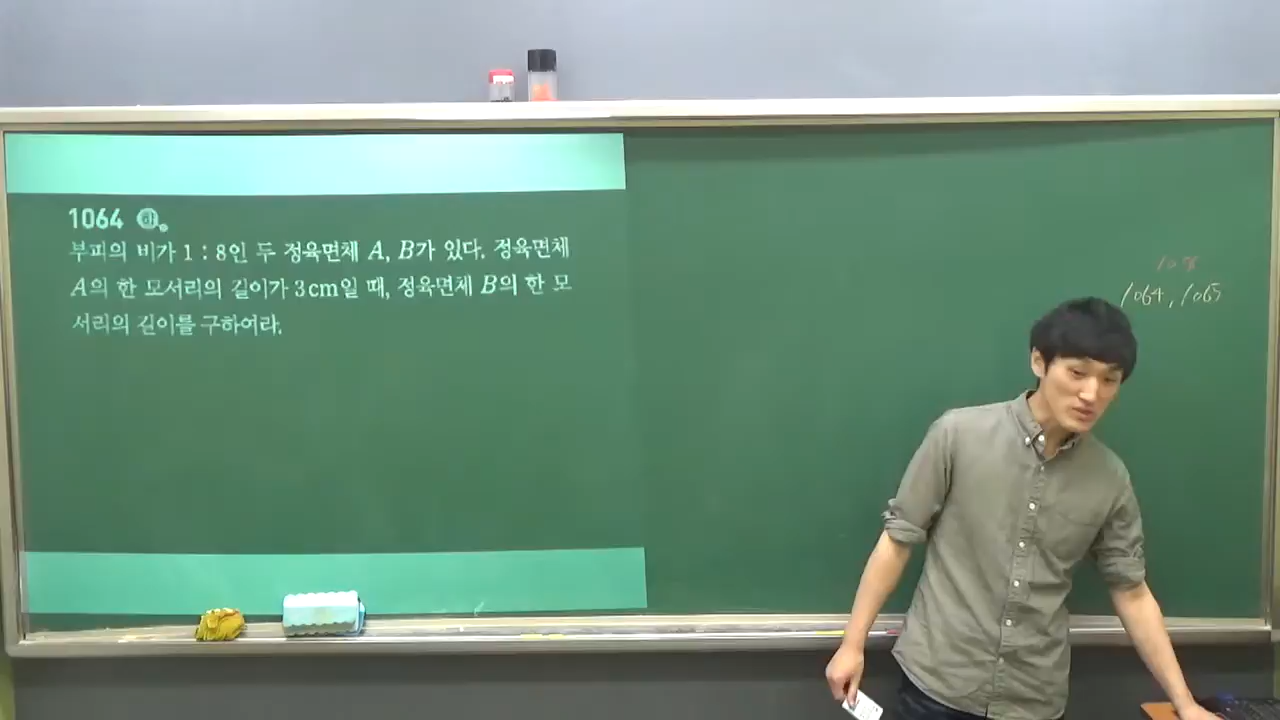 1064 하
부피의 비가 1 : 8인 두 정육면체 A, B가 있다. 정육면체
A의 한 모서리의 길이가 3cm일 때, 정육면체 B의 한 모
서리의 길이를 구하여라.
1064, 1065